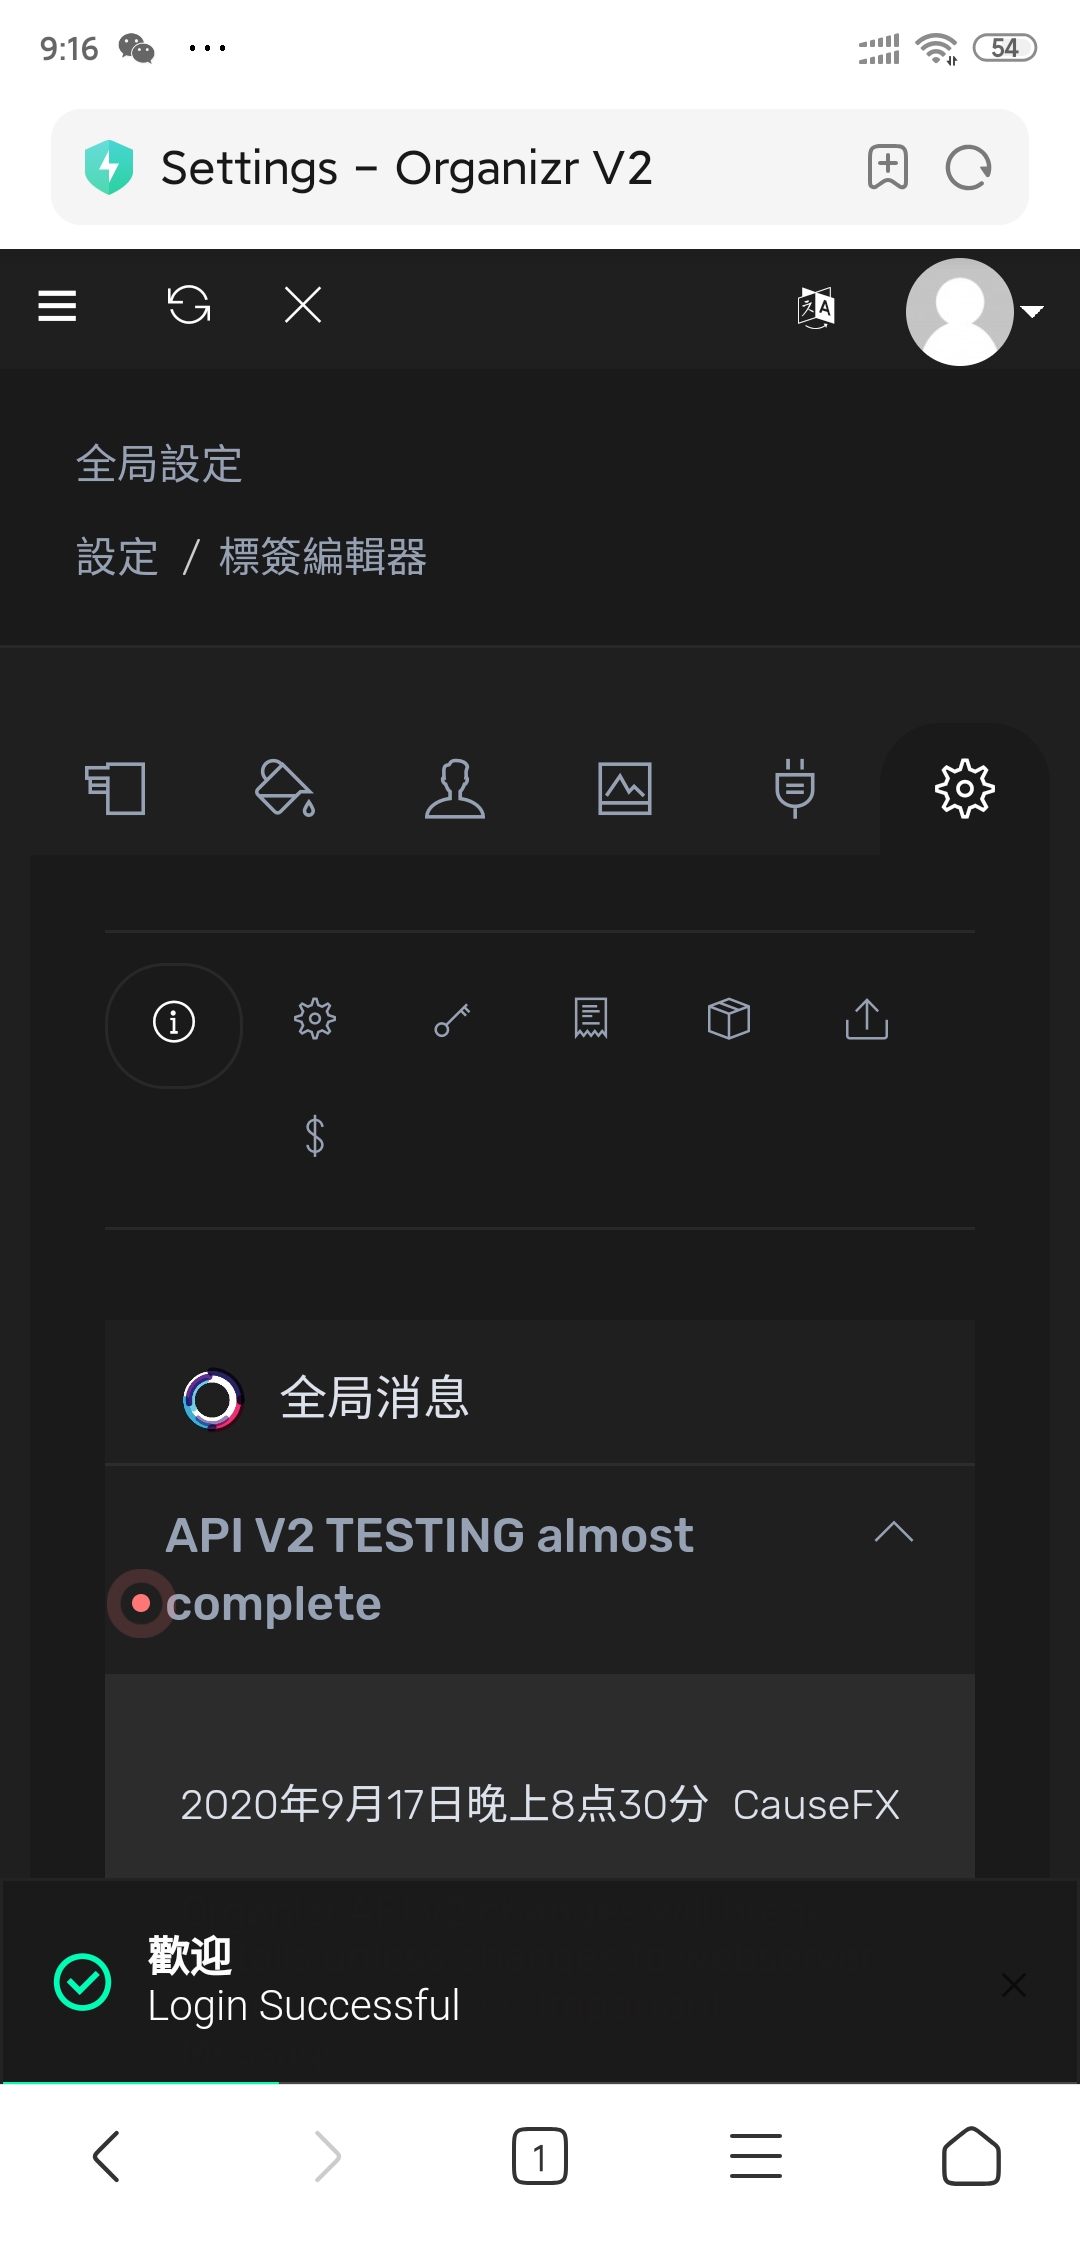 9:16
54
Settings – Organizr V2
全局設定
設定 / 標簽編輯器
全局消息
API V2 TESTING almost
complete
2020年9月17日晚上8点30分 CauseFX
歡迎
Login Successful
1